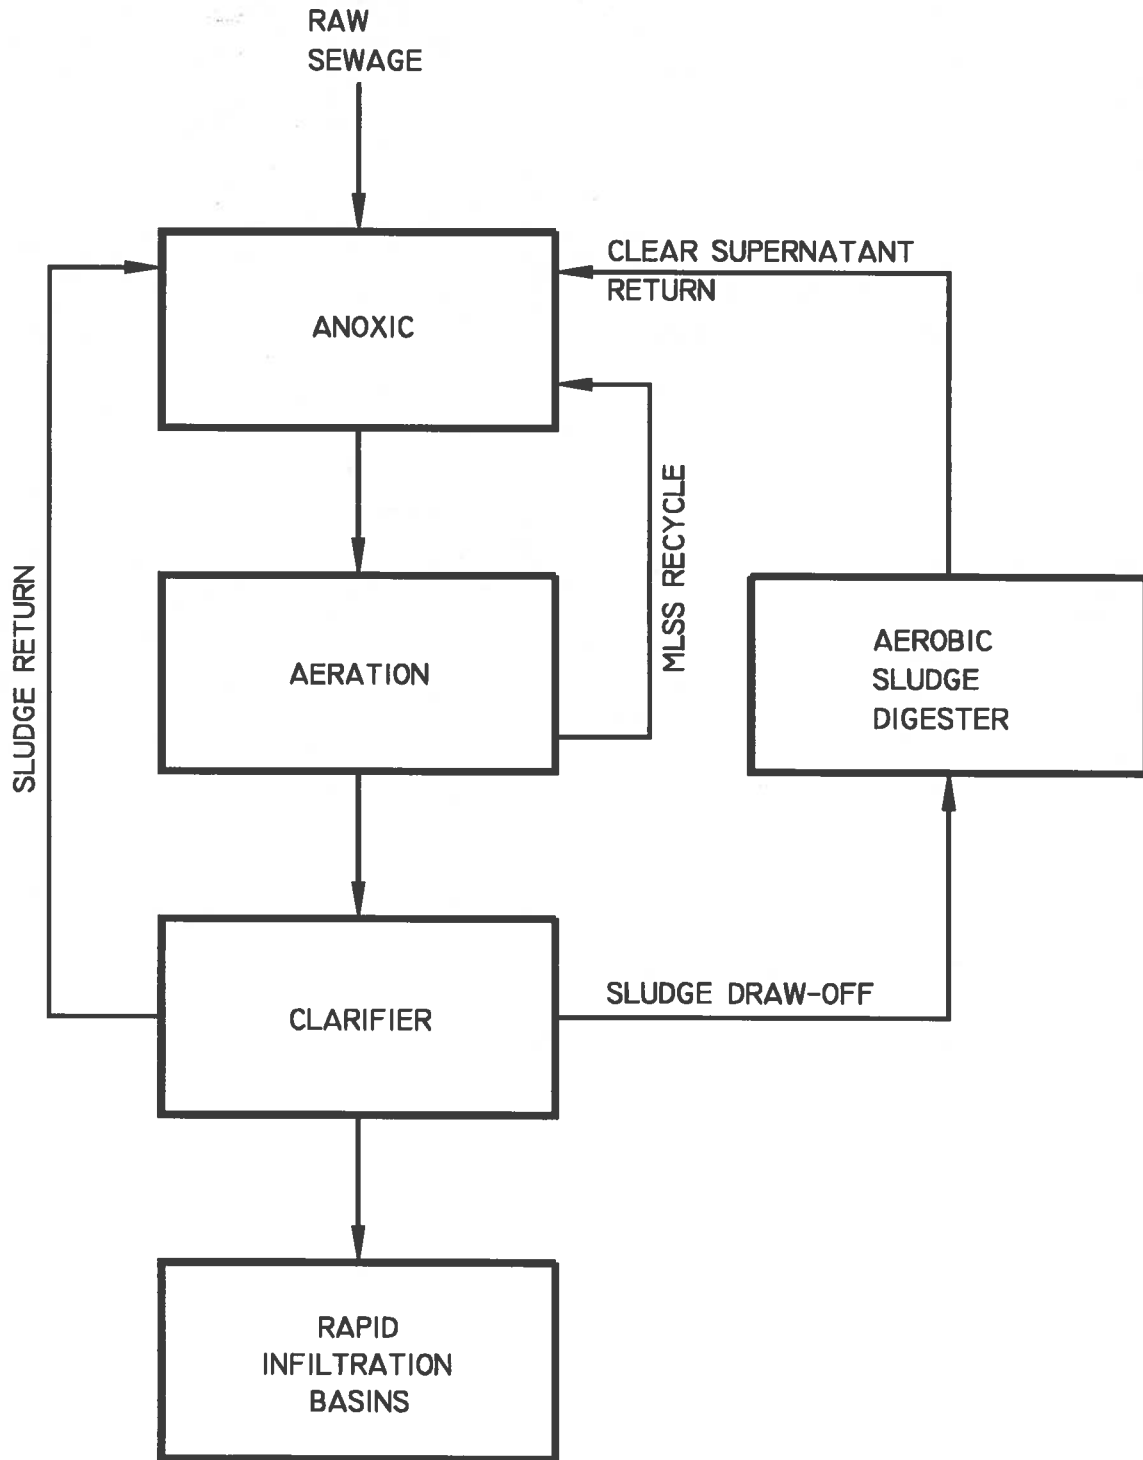 RAW
SEWAGE
CLEAR SUPERNATANT
RETURN
ANOXIC
MLSS RECYCLE
SLUDGE RETURN
AERATION
AEROBIC
SLUDGE
DIGESTER
SLUDGE DRAW-OFF
CLARIFIER
RAPID
INFILTRATION
BASINS